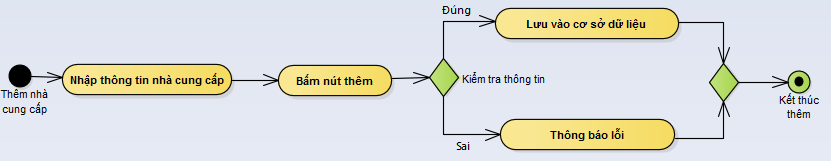 Thêm nhà
cung cấp
Nhập thông tin nhà cung cấp
Bấm nút thêm
Kiểm tra thông tin
Đúng
Lưu vào cơ sở dữ liệu
Sai
Thông báo lỗi
Kết thúc
thêm